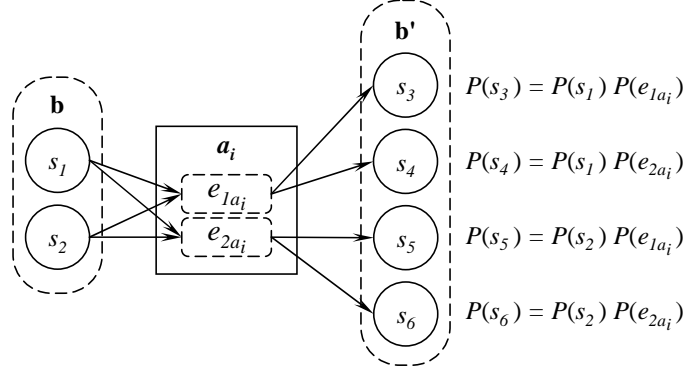 b
s1
s2
ai
e1ai
e2ai
b'
s3 P(s3) = P(s1) P(e1ai)
s4 P(s4) = P(s1) P(e2ai)
s5 P(s5) = P(s2) P(e1ai)
s6 P(s6) = P(s2) P(e2ai)